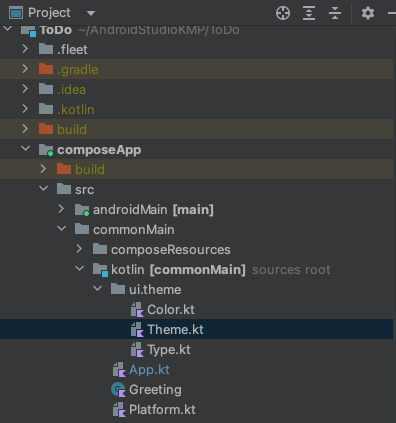 Project
ToDo ~/AndroidStudioKMP/ToDo
.fleet
.gradle
.idea
.kotlin
build
composeApp
build
src
androidMain [main]
commonMain
composeResources
kotlin [commonMain] sources root
ui.theme
Color.kt
Theme.kt
Type.kt
App.kt
Greeting
Platform.kt